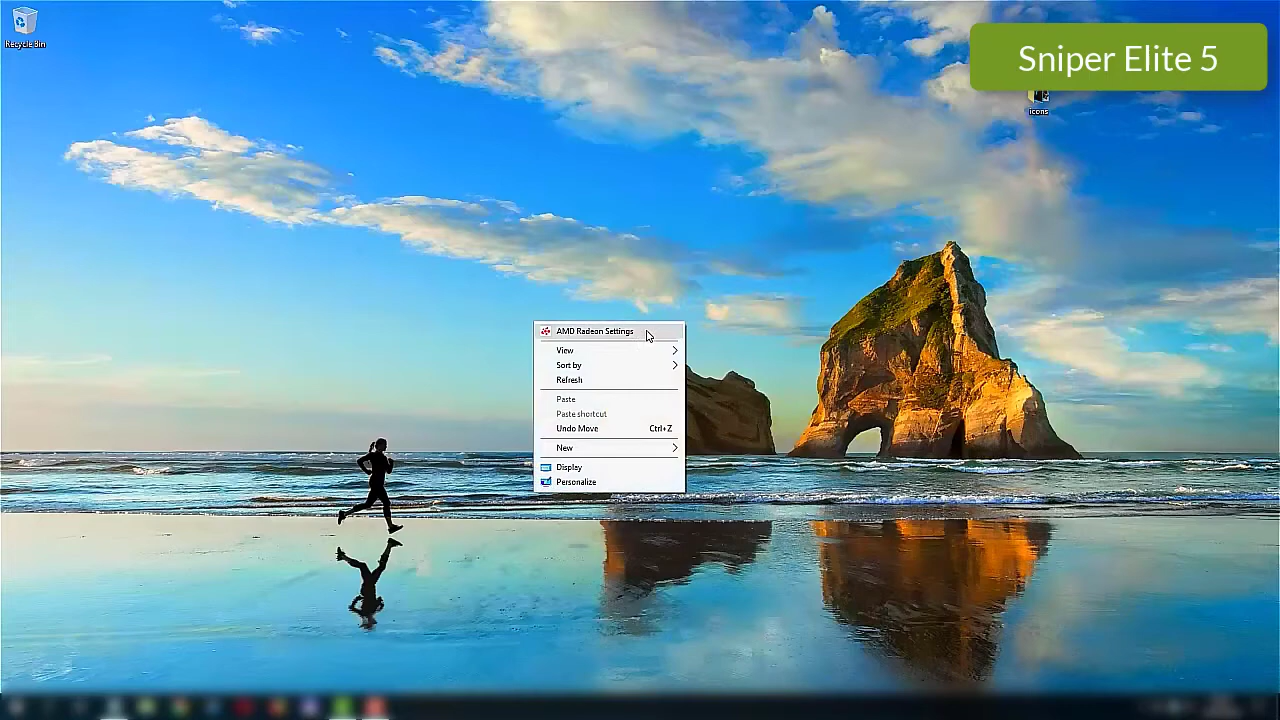 Recycle Bin
Sniper Elite 5
icons
AMD Radeon Settings
View
Sort by
Refresh
Paste
Paste shortcut
Undo Move Ctrl+Z
New
Display
Personalize